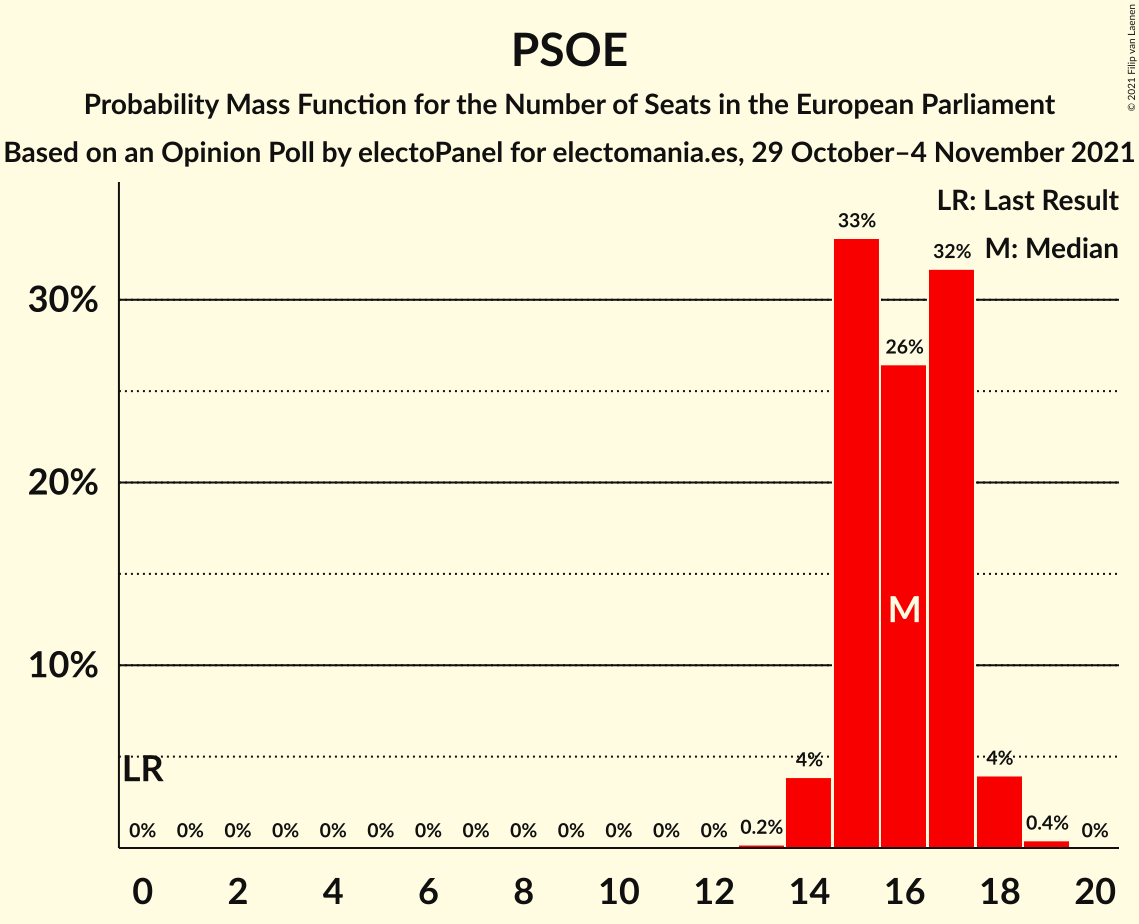 PSOE
Probability Mass Function for the Number of Seats in the European Parliament
Based on an Opinion Poll by electoPanel for electomania.es, 29 October–4 November 2021
© 2021 Filip van Laenen
LR: Last Result
M: Median
33%
32%
26%
30%
20%
10%
M
LR
4%
4%
0% 0% 0% 0% 0% 0% 0% 0% 0% 0% 0% 0% 0% 0.2% 0.4% 0%
0 2 4 6 8 10 12 14 16 18 20